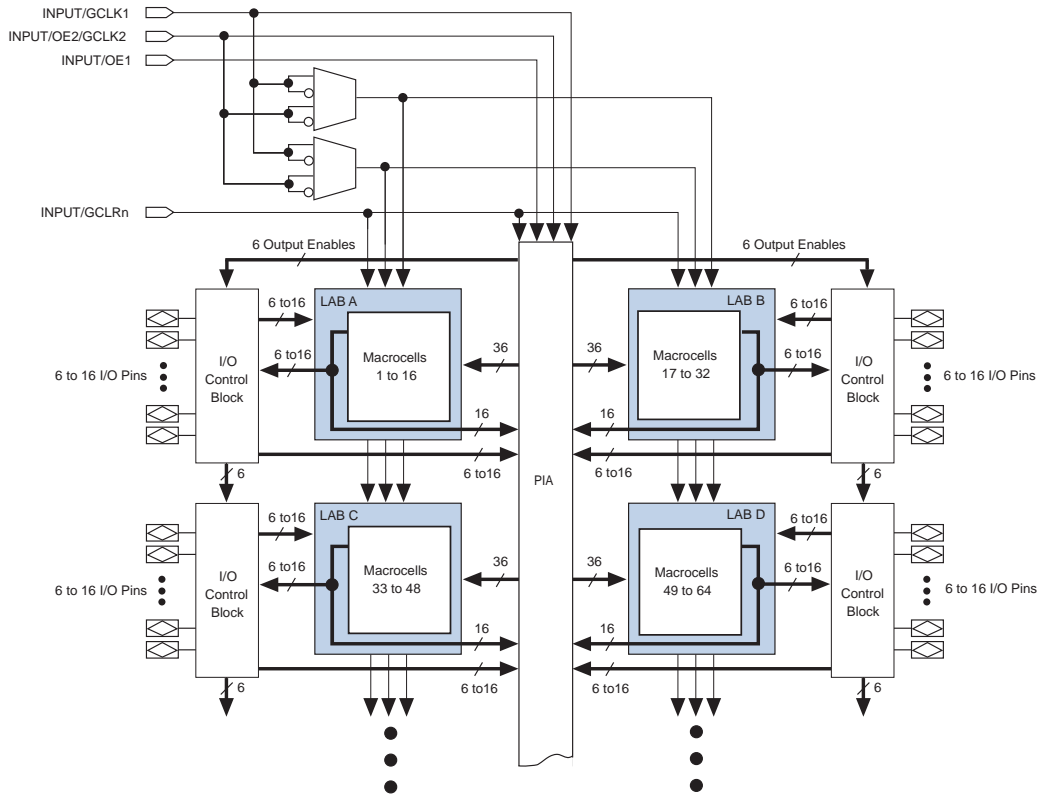 INPUT/GCLK1
INPUT/OE2/GCLK2
INPUT/OE1
INPUT/GCLRn
6 Output Enables
6 Output Enables
6 to 16 I/O Pins
I/O
Control
Block
6 to16
6 to16
LAB A
Macrocells
1 to 16
36
16
6 to16
6
PIA
36
16
6 to16
LAB B
Macrocells
17 to 32
6 to16
6 to16
I/O
Control
Block
6 to 16 I/O Pins
6
6 to 16 I/O Pins
I/O
Control
Block
6 to16
6 to16
LAB C
Macrocells
33 to 48
36
16
6 to16
6
36
16
6 to16
LAB D
Macrocells
49 to 64
6 to16
6 to16
I/O
Control
Block
6 to 16 I/O Pins
6